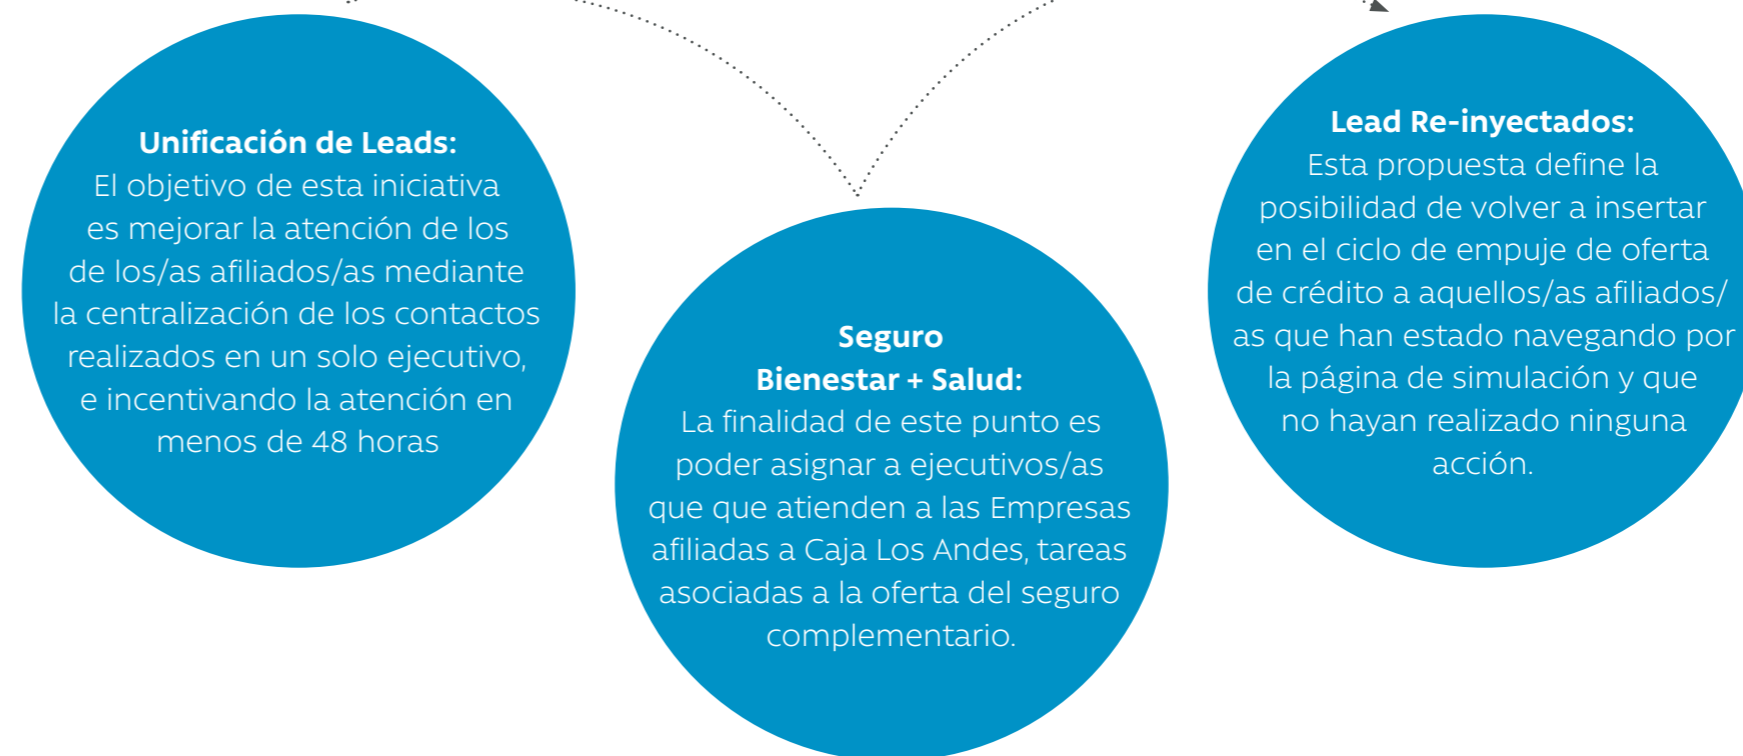 Unificación de Leads:
El objetivo de esta iniciativa
es mejorar la atención de los
de los/as afiliados/as mediante
la centralización de los contactos
realizados en un solo ejecutivo,
e incentivando la atención en
menos de 48 horas
Seguro
Bienestar + Salud:
La finalidad de este punto es
poder asignar a ejecutivos/as
que que atienden a las Empresas
afiliadas a Caja Los Andes, tareas
asociadas a la oferta del seguro
complementario.
Lead Re-inyectados:
Esta propuesta define la
posibilidad de volver a insertar
en el ciclo de empuje de oferta
de crédito a aquellos/as afiliados/
as que han estado navegando por
la página de simulación y que
no hayan realizado ninguna
acción.